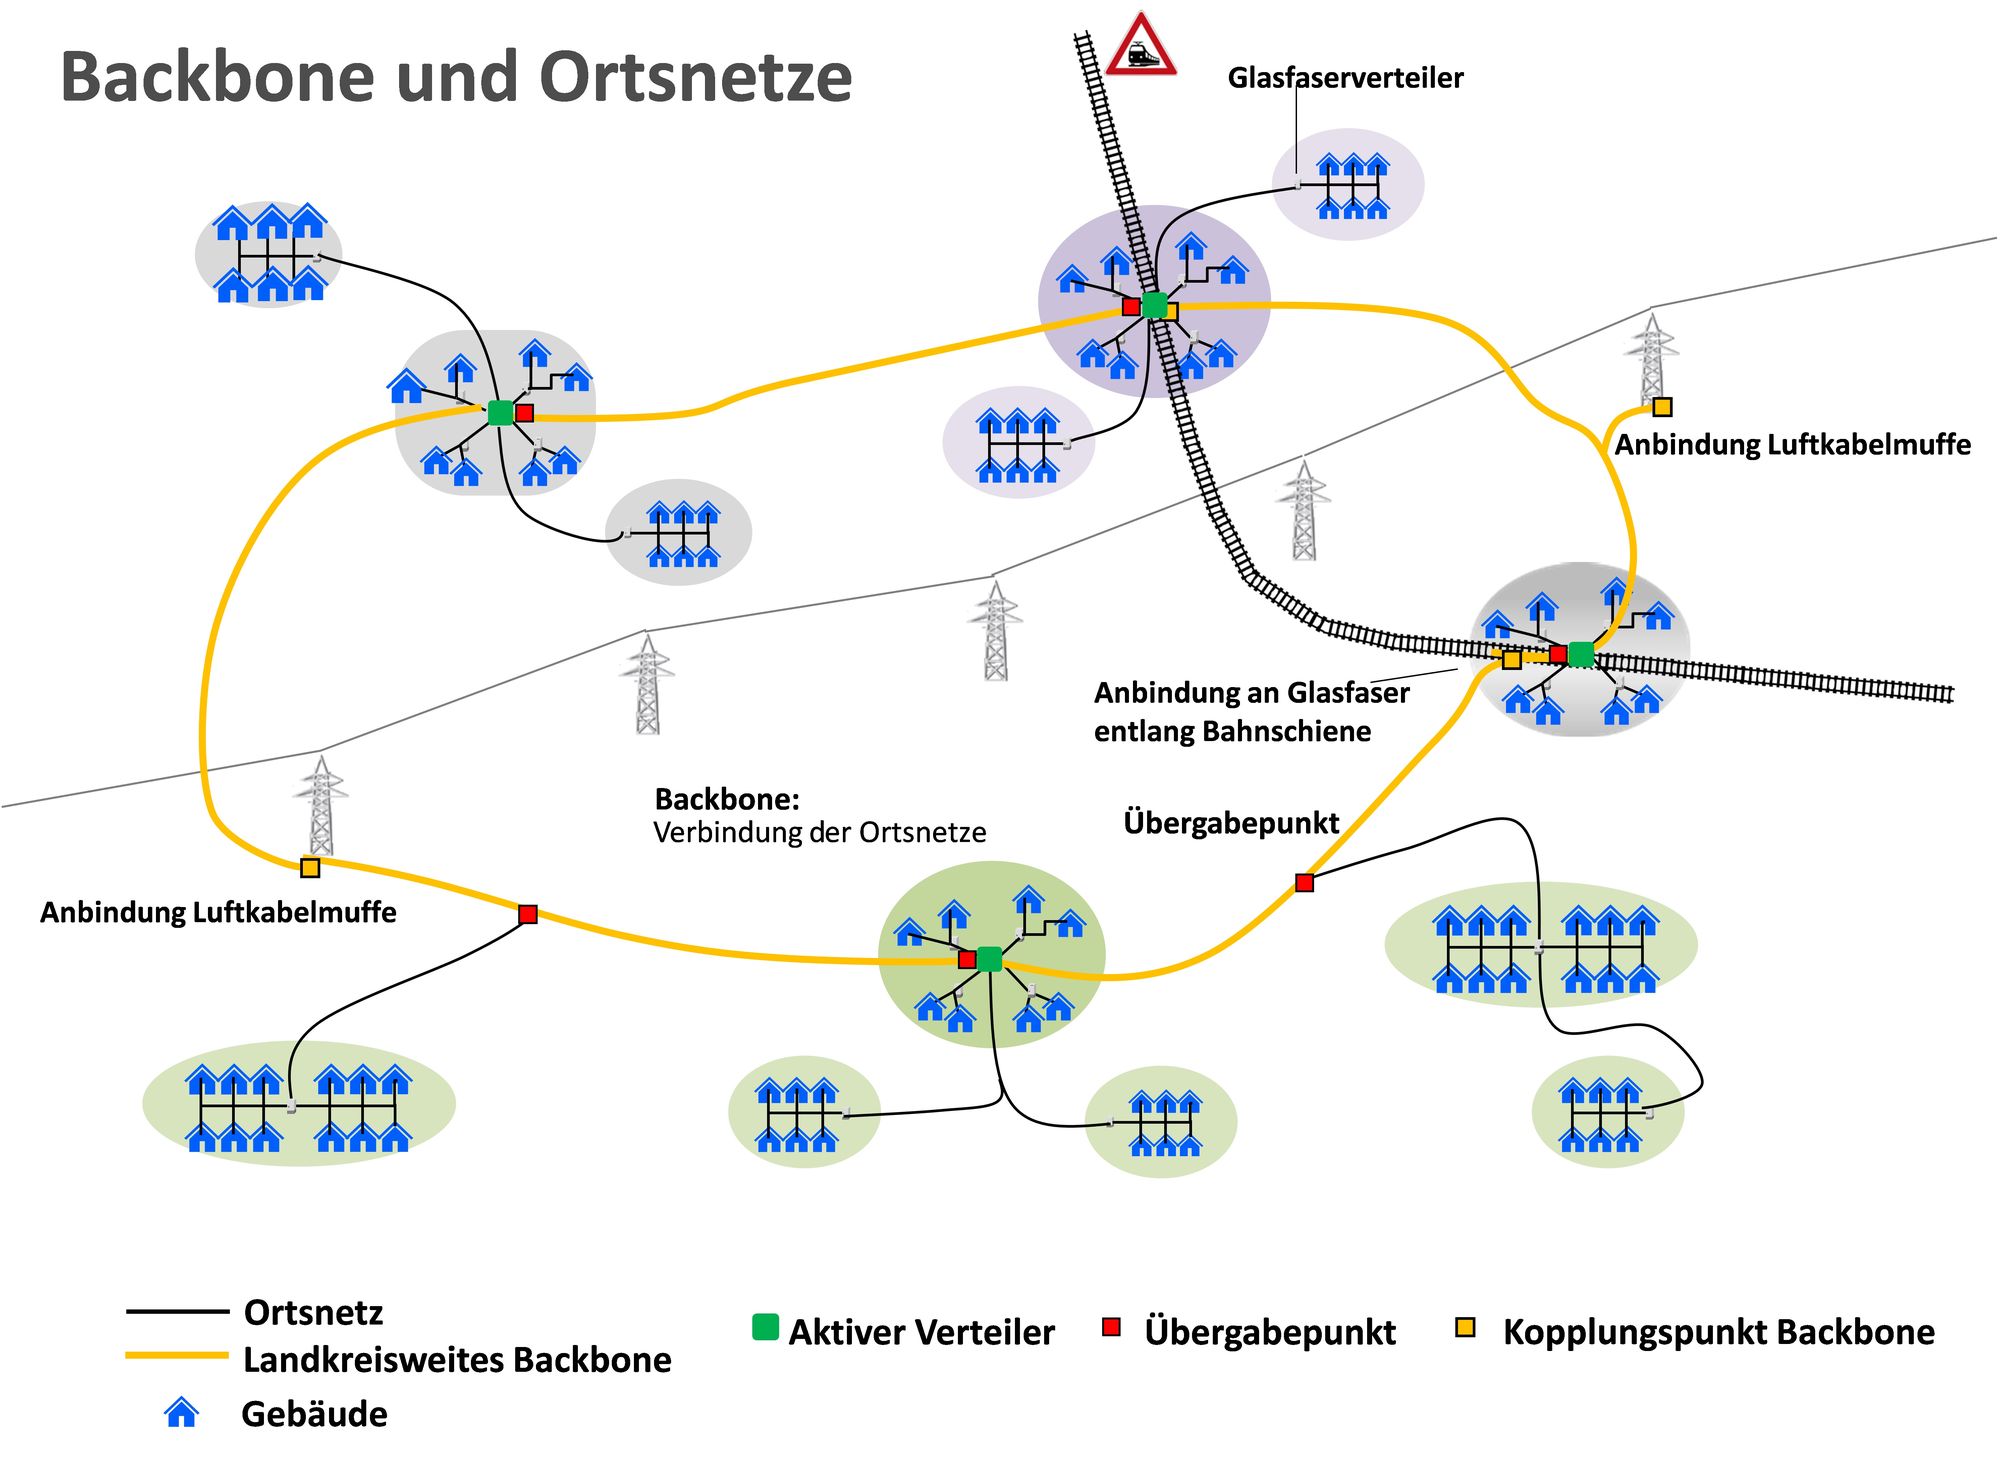 Backbone und Ortsnetze
Glasfaserverteiler
Anbindung Luftkabelmuffe
Anbindung an Glasfaser
entlang Bahnschiene
Backbone:
Verbindung der Ortsnetze
Übergabepunkt
Anbindung Luftkabelmuffe
Ortsnetz
Landkreisweites Backbone
Gebäude
Aktiver Verteiler
Übergabepunkt
Kopplungspunkt Backbone